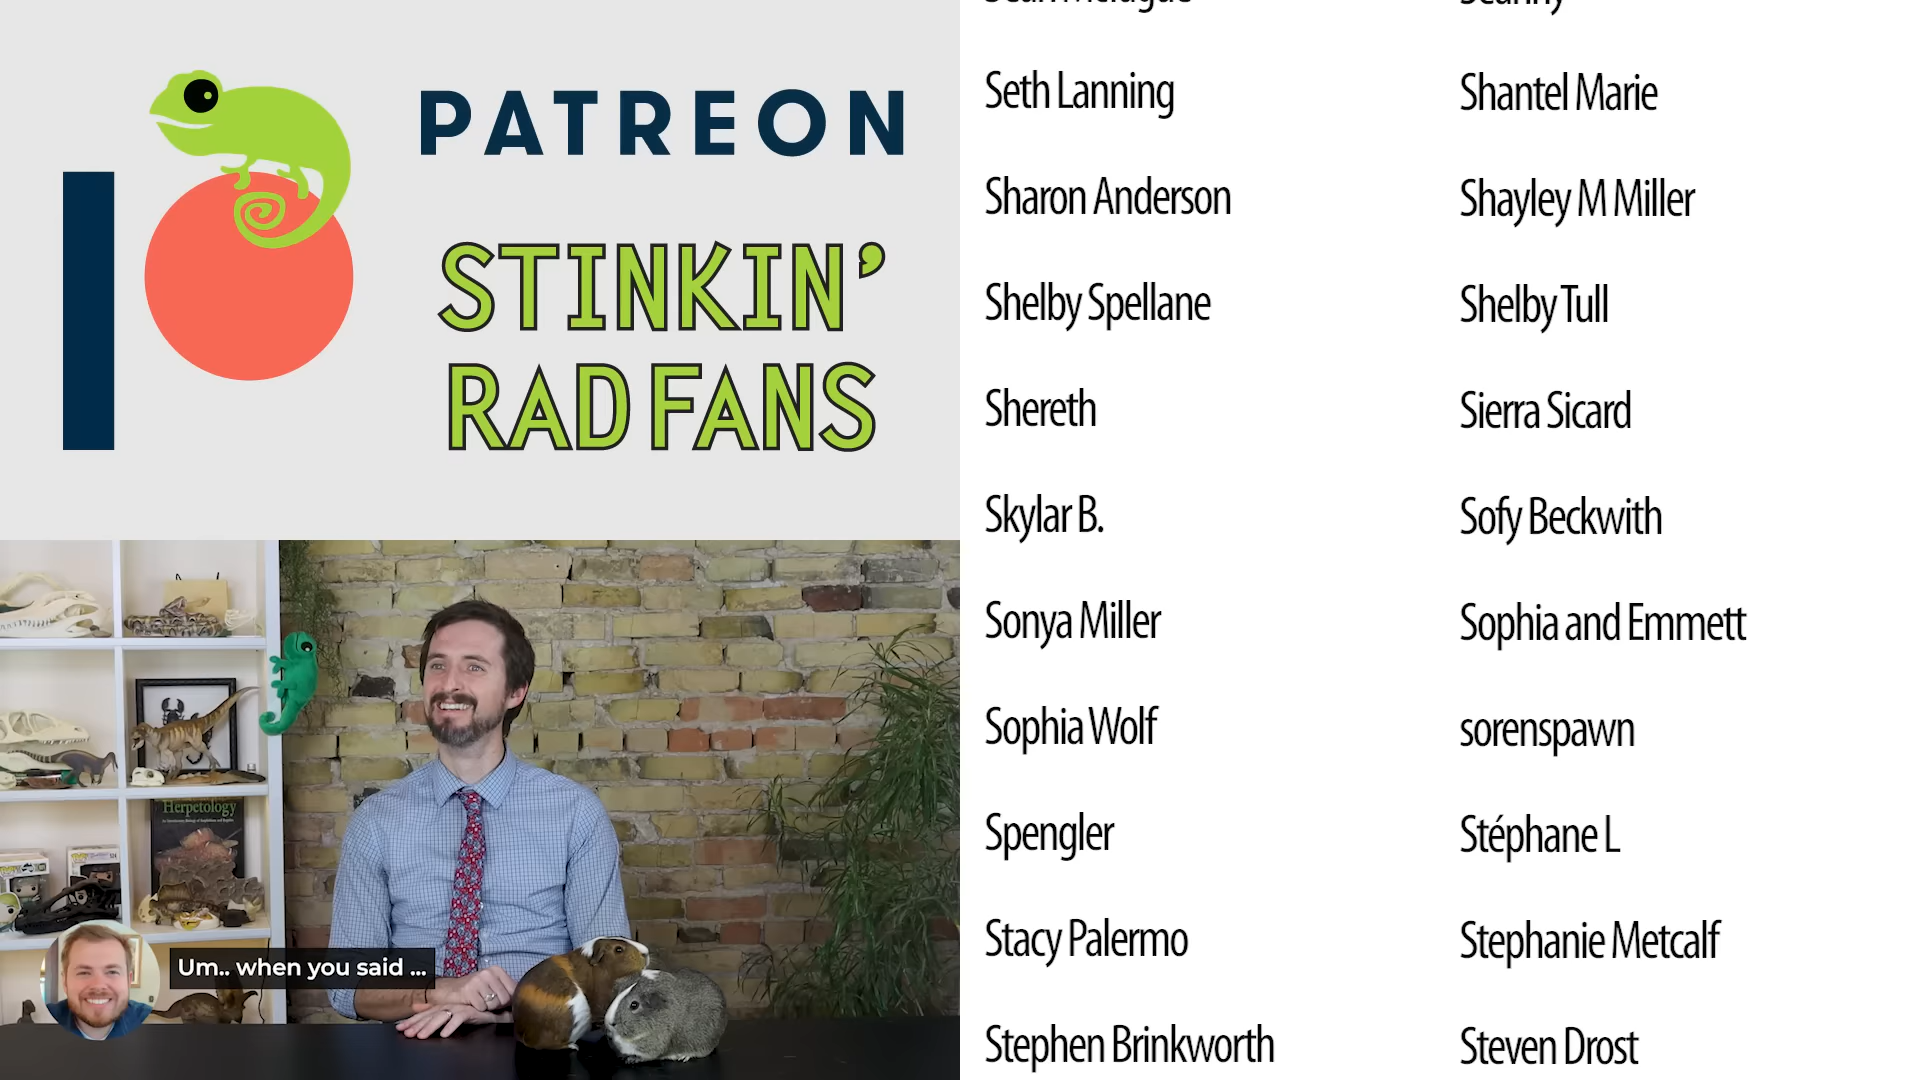 PATREON
STINKIN'
RAD FANS
Seth Lanning
Shantel Marie
Sharon Anderson
Shayley M Miller
Shelby Spellane
Shelby Tull
Shereth
Sierra Sicard
Skylar B.
Sofy Beckwith
Sonya Miller
Sophia and Emmett
Sophia Wolf
sorenspawn
Spengler
Stéphane L
Stacy Palermo
Stephanie Metcalf
Stephen Brinkworth
Steven Drost
Herpetology
Um.. when you said ...